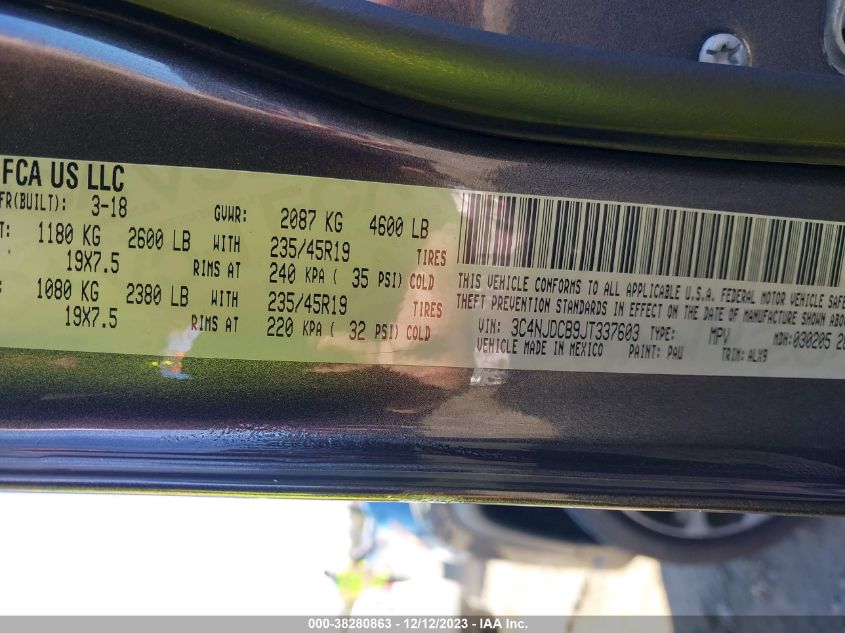 FCA US LLC
FR(BUILT): 3-18 GVWR: 2087 KG 4600 LB
T: 1180 KG 2600 LB WITH 235/45R19 TIRES
19X7.5 RIMS AT 240 KPA ( 35 PSI) COLD
1080 KG 2380 LB WITH 235/45R19 TIRES
19X7.5 RIMS AT 220 KPA ( 32 PSI) COLD
THIS VEHICLE CONFORMS TO ALL APPLICABLE U.S.A. FEDERAL MOTOR VEHICLE SAFE
THEFT PREVENTION STANDARDS IN EFFECT ON THE DATE OF MANUFACTURE SHOWN ABO
VIN: 3C4NJDCB9JT337603 TYPE: MPV MDH: 030205 28
VEHICLE MADE IN MEXICO PAINT: PAU TRIM: ALX9
000-38280863 - 12/12/2023 - IAA Inc.